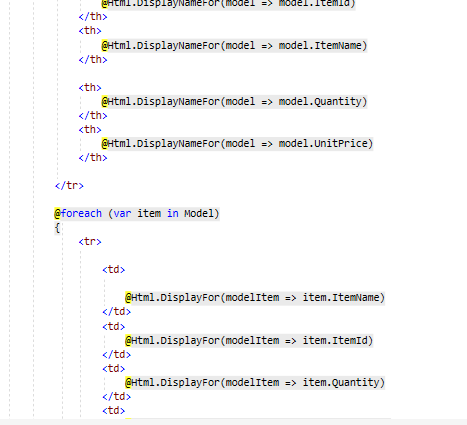 @Html.DisplayNameFor(model => model.ItemId)
</th>
<th>
@Html.DisplayNameFor(model => model.ItemName)
</th>
<th>
@Html.DisplayNameFor(model => model.Quantity)
</th>
<th>
@Html.DisplayNameFor(model => model.UnitPrice)
</th>
</tr>
@foreach (var item in Model)
{
<tr>
<td>
@Html.DisplayFor(modelItem => item.ItemName)
</td>
<td>
@Html.DisplayFor(modelItem => item.ItemId)
</td>
<td>
@Html.DisplayFor(modelItem => item.Quantity)
</td>
<td>